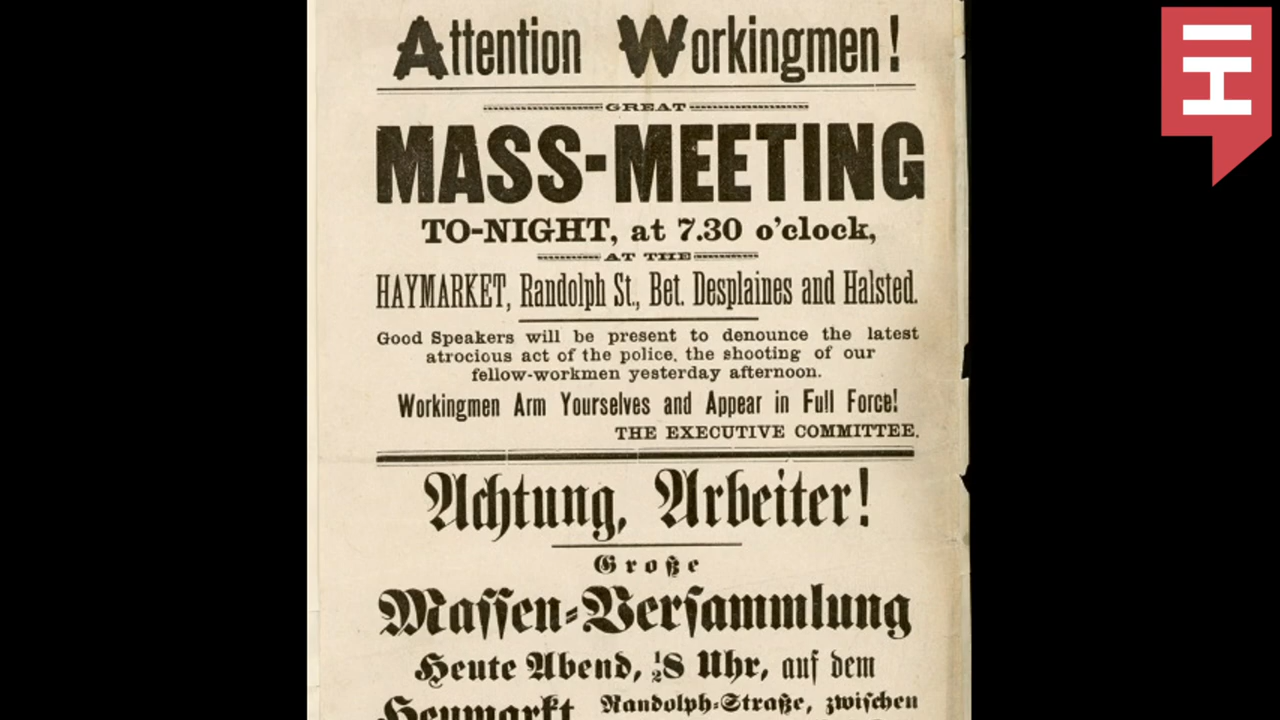 Attention Workingmen!
GREAT
MASS-MEETING
TO-NIGHT, at 7.30 o'clock,
AT THE
HAYMARKET, Randolph St., Bet. Desplaines and Halsted.
Good Speakers will be present to denounce the latest
atrocious act of the police, the shooting of our
fellow-workmen yesterday afternoon.
Workingmen Arm Yourselves and Appear in Full Force!
THE EXECUTIVE COMMITTEE.
Achtung, Arbeiter!
Große
Massen-Versammlung
Heute Abend, ½8 Uhr, auf dem
Heumarkt, Randolph-Straße, zwischen
H